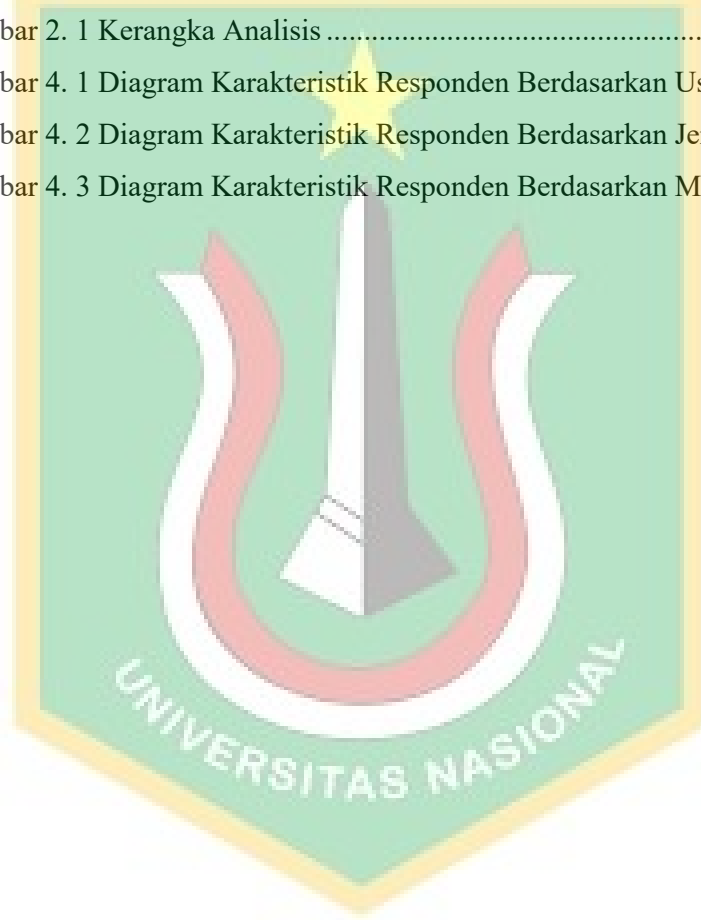 bar 2. 1 Kerangka Analisis ................................................
bar 4. 1 Diagram Karakteristik Responden Berdasarkan Us
bar 4. 2 Diagram Karakteristik Responden Berdasarkan Je
bar 4. 3 Diagram Karakteristik Responden Berdasarkan M
UNIVERSITAS NASIONAL